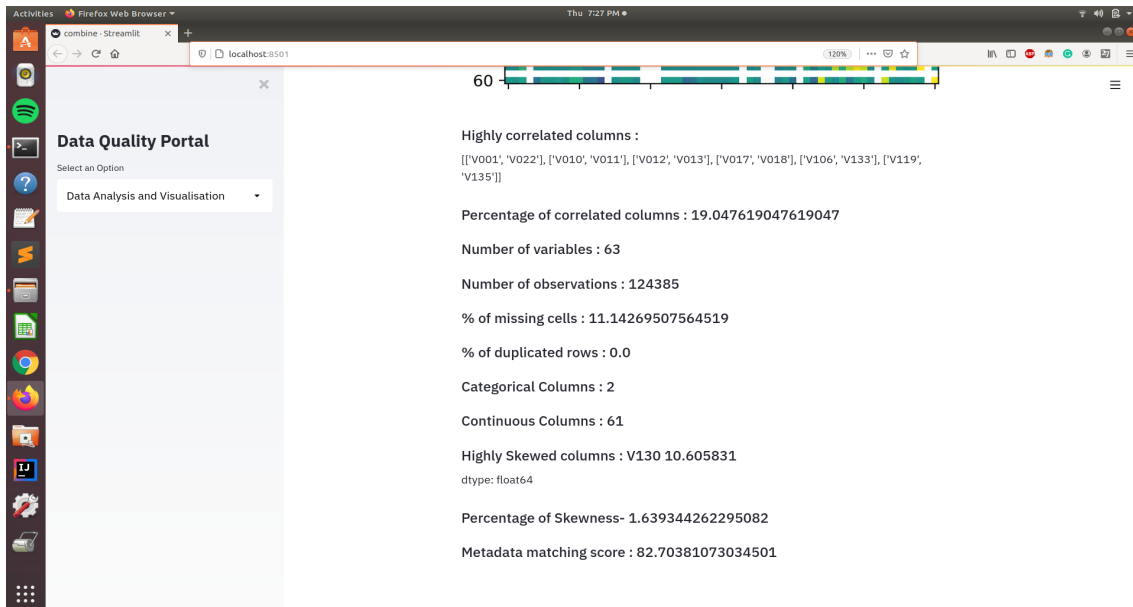 Activities
Firefox Web Browser
Thu 7:27 PM
combine · Streamlit
localhost:8501
120%
Data Quality Portal
Select an Option
Data Analysis and Visualisation
60
Highly correlated columns :
[['V001', 'V022'], ['V010', 'V011'], ['V012', 'V013'], ['V017', 'V018'], ['V106', 'V133'], ['V119',
'V135']]
Percentage of correlated columns : 19.047619047619047
Number of variables : 63
Number of observations : 124385
% of missing cells : 11.14269507564519
% of duplicated rows : 0.0
Categorical Columns : 2
Continuous Columns : 61
Highly Skewed columns : V130 10.605831
dtype: float64
Percentage of Skewness- 1.639344262295082
Metadata matching score : 82.70381073034501